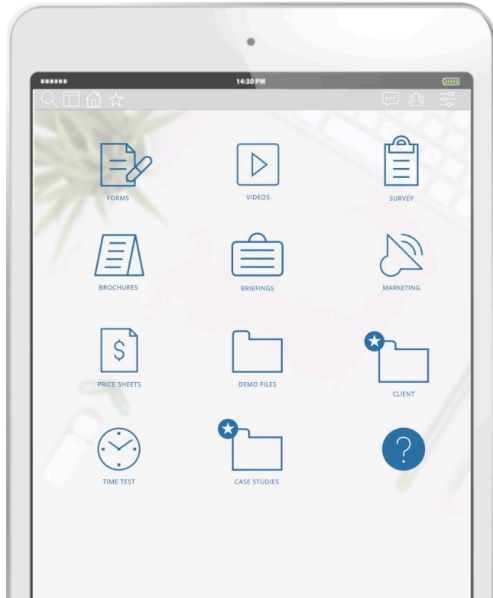 14:30 PM
FORMS
VIDEOS
SURVEY
BROCHURES
BRIEFINGS
MARKETING
$
PRICE SHEETS
DEMO FILES
CLIENT
TIME TEST
CASE STUDIES
?